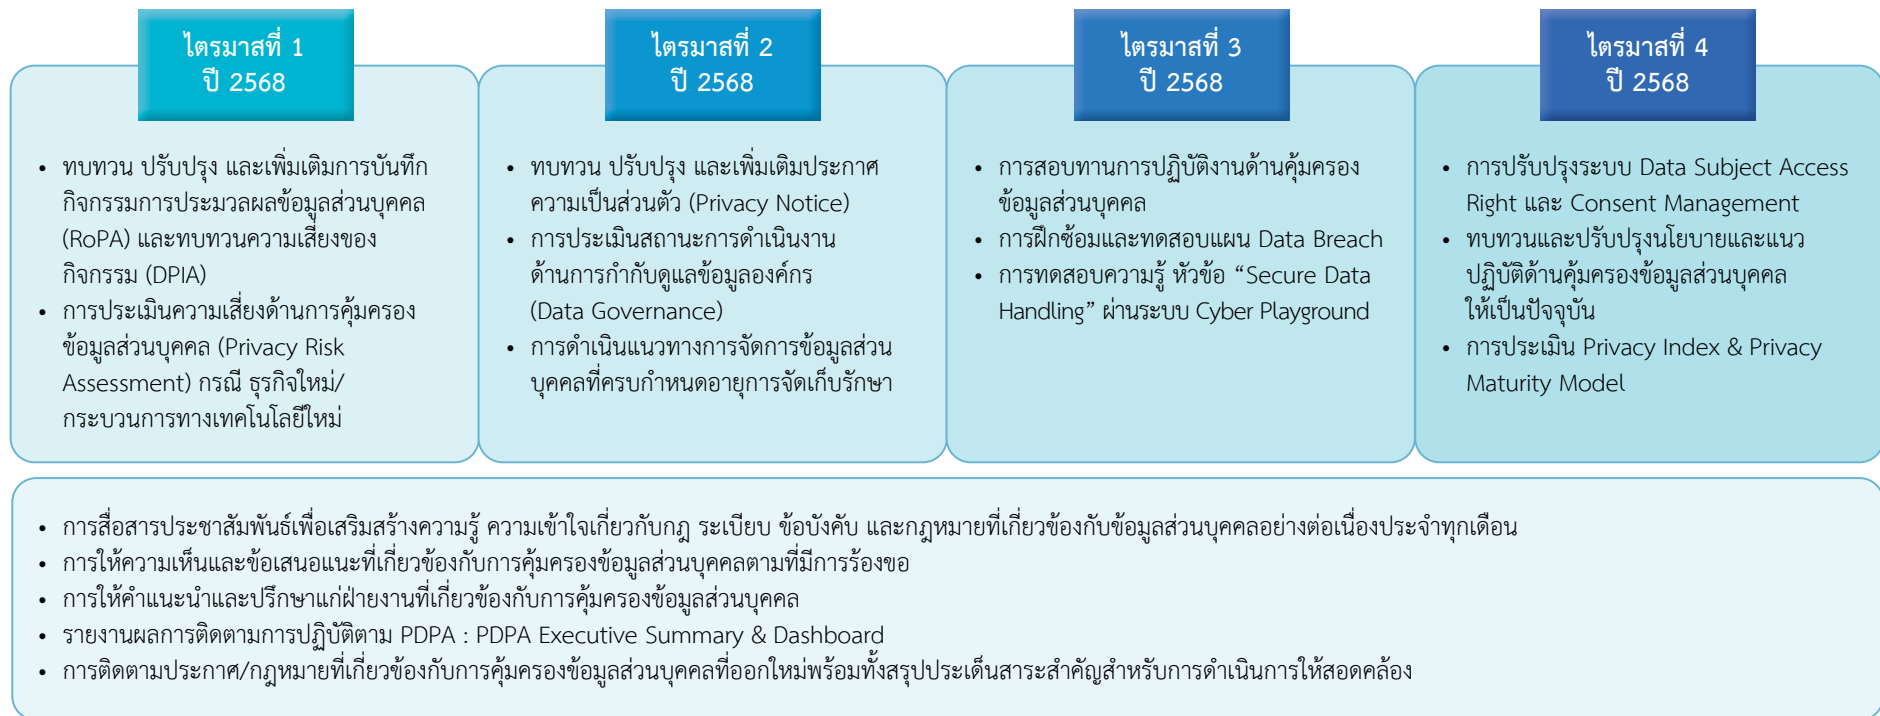 ไตรมาสที่ 1
ปี 2568
• ทบทวน ปรับปรุง และเพิ่มเติมการบันทึก
กิจกรรมการประมวลผลข้อมูลส่วนบุคคล
(RoPA) และทบทวนความเสี่ยงของ
กิจกรรม (DPIA)
• การประเมินความเสี่ยงด้านการคุ้มครอง
ข้อมูลส่วนบุคคล (Privacy Risk
Assessment) กรณี ธุรกิจใหม่/
กระบวนการทางเทคโนโลยีใหม่
ไตรมาสที่ 2
ปี 2568
• ทบทวน ปรับปรุง และเพิ่มเติมประกาศ
ความเป็นส่วนตัว (Privacy Notice)
• การประเมินสถานะการดำเนินงาน
ด้านการกำกับดูแลข้อมูลองค์กร
(Data Governance)
• การดำเนินแนวทางการจัดการข้อมูลส่วน
บุคคลที่ครบกำหนดอายุการจัดเก็บรักษา
ไตรมาสที่ 3
ปี 2568
• การสอบทานการปฏิบัติงานด้านคุ้มครอง
ข้อมูลส่วนบุคคล
• การฝึกซ้อมและทดสอบแผน Data Breach
• การทดสอบความรู้ หัวข้อ “Secure Data
Handling” ผ่านระบบ Cyber Playground
ไตรมาสที่ 4
ปี 2568
• การปรับปรุงระบบ Data Subject Access
Right และ Consent Management
• ทบทวนและปรับปรุงนโยบายและแนว
ปฏิบัติด้านคุ้มครองข้อมูลส่วนบุคคล
ให้เป็นปัจจุบัน
• การประเมิน Privacy Index & Privacy
Maturity Model
• การสื่อสารประชาสัมพันธ์เพื่อเสริมสร้างความรู้ ความเข้าใจเกี่ยวกับกฎ ระเบียบ ข้อบังคับ และกฎหมายที่เกี่ยวข้องกับข้อมูลส่วนบุคคลอย่างต่อเนื่องประจำทุกเดือน
• การให้ความเห็นและข้อเสนอแนะที่เกี่ยวข้องกับการคุ้มครองข้อมูลส่วนบุคคลตามที่มีการร้องขอ
• การให้คำแนะนำและปรึกษาแก่ฝ่ายงานที่เกี่ยวข้องกับการคุ้มครองข้อมูลส่วนบุคคล
• รายงานผลการติดตามการปฏิบัติตาม PDPA : PDPA Executive Summary & Dashboard
• การติดตามประกาศ/กฎหมายที่เกี่ยวข้องกับการคุ้มครองข้อมูลส่วนบุคคลที่ออกใหม่พร้อมทั้งสรุปประเด็นสาระสำคัญสำหรับการดำเนินการให้สอดคล้อง